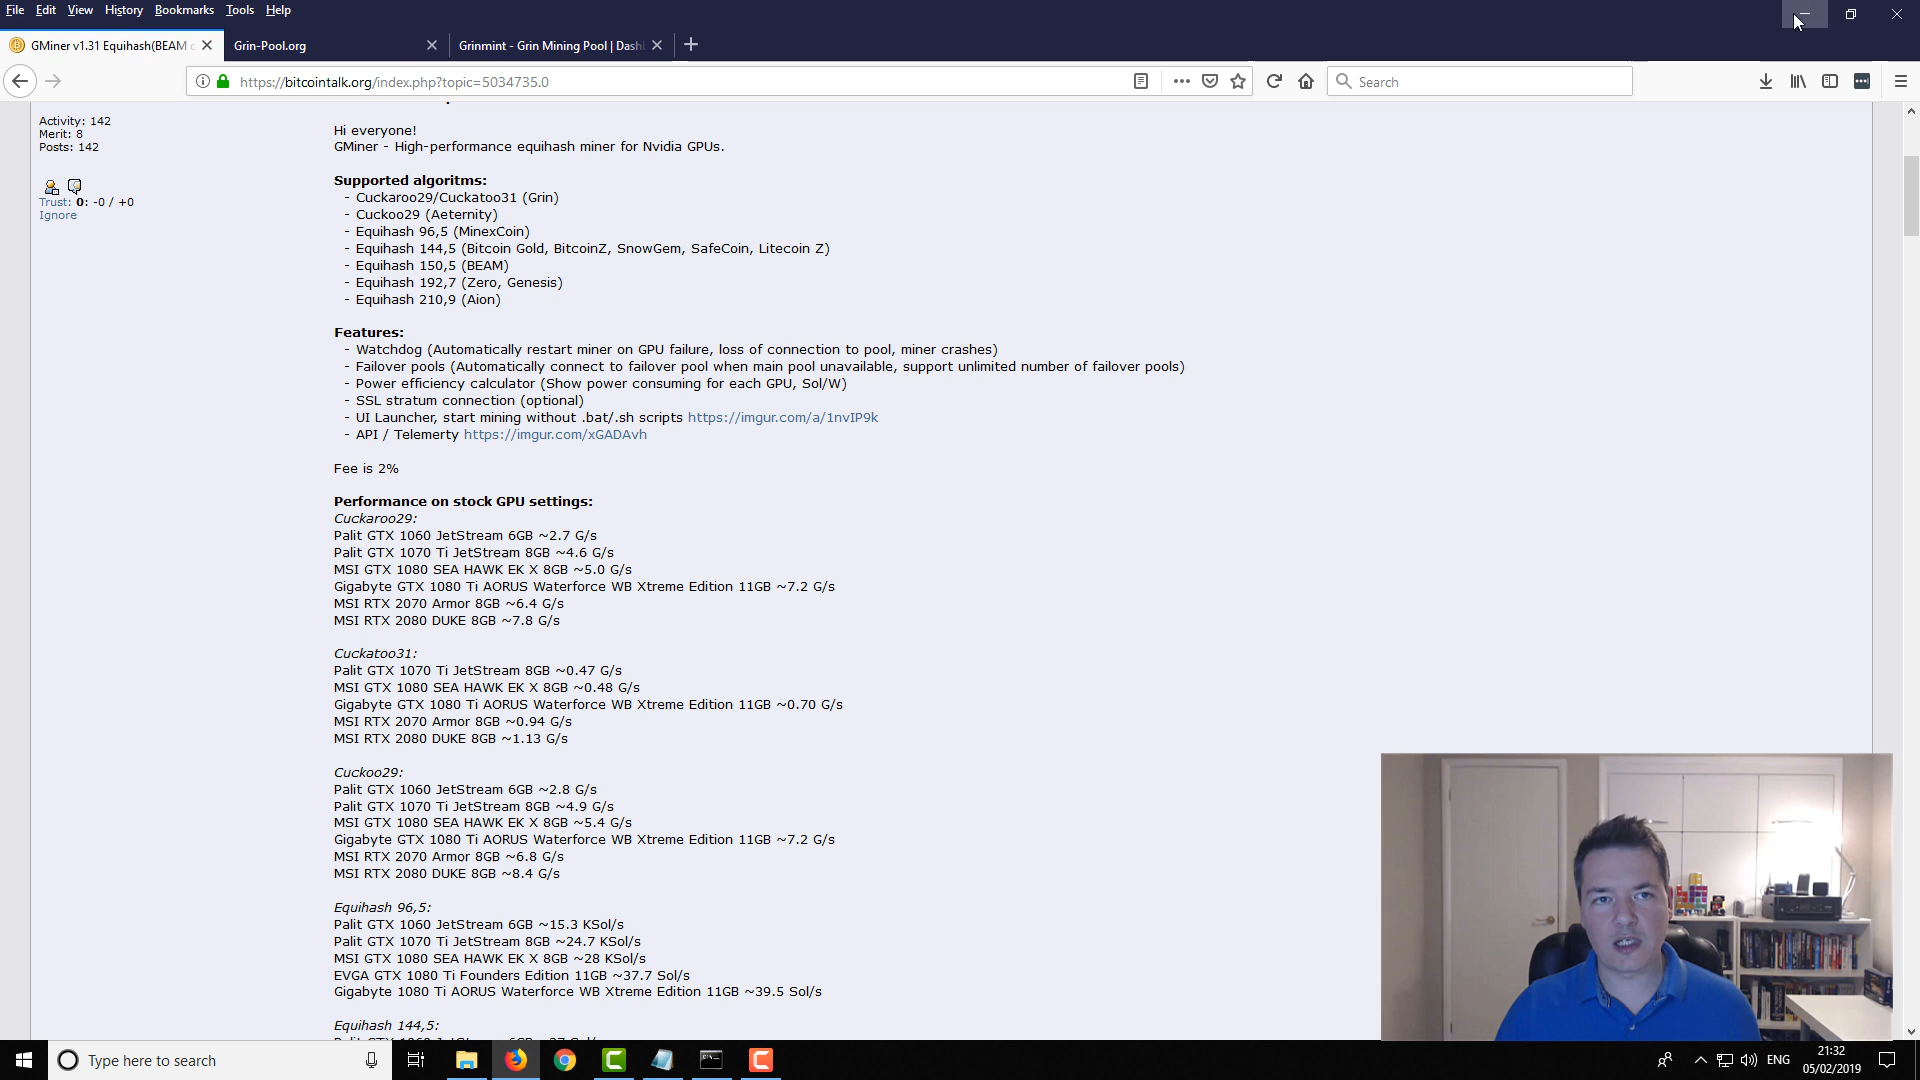 File Edit View History Bookmarks Tools Help
GMiner v1.31 Equihash(BEAM
Grin-Pool.org
Grinmint - Grin Mining Pool | Dash
https://bitcointalk.org/index.php?topic=5034735.0
Search
Activity: 142
Merit: 8
Posts: 142
Trust: 0: -0 / +0
Ignore
Hi everyone!
GMiner - High-performance equihash miner for Nvidia GPUs.
Supported algoritms:
- Cuckaroo29/Cuckatoo31 (Grin)
- Cuckoo29 (Aeternity)
- Equihash 96,5 (MinexCoin)
- Equihash 144,5 (Bitcoin Gold, BitcoinZ, SnowGem, SafeCoin, Litecoin Z)
- Equihash 150,5 (BEAM)
- Equihash 192,7 (Zero, Genesis)
- Equihash 210,9 (Aion)
Features:
- Watchdog (Automatically restart miner on GPU failure, loss of connection to pool, miner crashes)
- Failover pools (Automatically connect to failover pool when main pool unavailable, support unlimited number of failover pools)
- Power efficiency calculator (Show power consuming for each GPU, Sol/W)
- SSL stratum connection (optional)
- UI Launcher, start mining without .bat/.sh scripts https://imgur.com/a/1nvIP9k
- API / Telemerty https://imgur.com/xGADAvh
Fee is 2%
Performance on stock GPU settings:
Cuckaroo29:
Palit GTX 1060 JetStream 6GB ~2.7 G/s
Palit GTX 1070 Ti JetStream 8GB ~4.6 G/s
MSI GTX 1080 SEA HAWK EK X 8GB ~5.0 G/s
Gigabyte GTX 1080 Ti AORUS Waterforce WB Xtreme Edition 11GB ~7.2 G/s
MSI RTX 2070 Armor 8GB ~6.4 G/s
MSI RTX 2080 DUKE 8GB ~7.8 G/s
Cuckatoo31:
Palit GTX 1070 Ti JetStream 8GB ~0.47 G/s
MSI GTX 1080 SEA HAWK EK X 8GB ~0.48 G/s
Gigabyte GTX 1080 Ti AORUS Waterforce WB Xtreme Edition 11GB ~0.70 G/s
MSI RTX 2070 Armor 8GB ~0.94 G/s
MSI RTX 2080 DUKE 8GB ~1.13 G/s
Cuckoo29:
Palit GTX 1060 JetStream 6GB ~2.8 G/s
Palit GTX 1070 Ti JetStream 8GB ~4.9 G/s
MSI GTX 1080 SEA HAWK EK X 8GB ~5.4 G/s
Gigabyte GTX 1080 Ti AORUS Waterforce WB Xtreme Edition 11GB ~7.2 G/s
MSI RTX 2070 Armor 8GB ~6.8 G/s
MSI RTX 2080 DUKE 8GB ~8.4 G/s
Equihash 96,5:
Palit GTX 1060 JetStream 6GB ~15.3 KSol/s
Palit GTX 1070 Ti JetStream 8GB ~24.7 KSol/s
MSI GTX 1080 SEA HAWK EK X 8GB ~28 KSol/s
EVGA GTX 1080 Ti Founders Edition 11GB ~37.7 Sol/s
Gigabyte 1080 Ti AORUS Waterforce WB Xtreme Edition 11GB ~39.5 Sol/s
Equihash 144,5:
Type here to search
ENG
21:32
05/02/2019